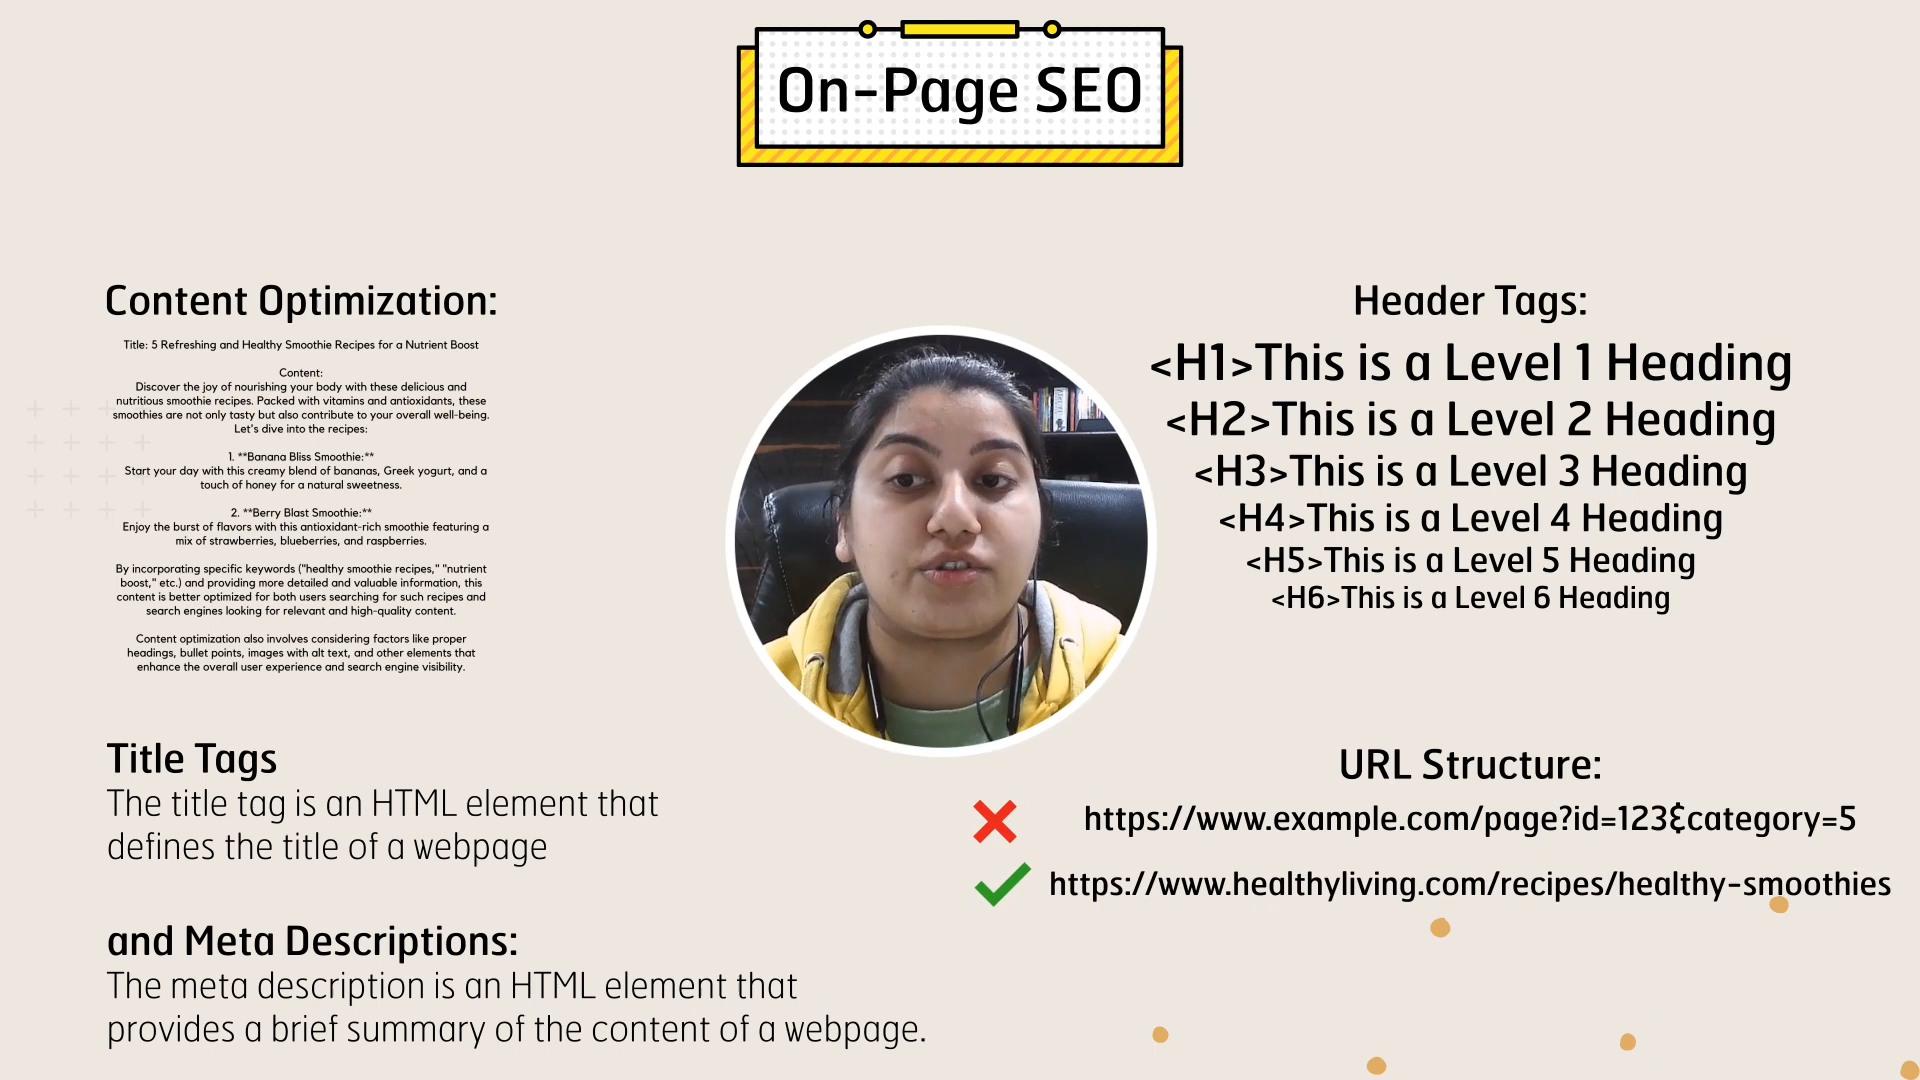 On-Page SEO
Content Optimization:
Title: 5 Refreshing and Healthy Smoothie Recipes for a Nutrient Boost
Content:
Discover the joy of nourishing your body with these delicious and
nutritious smoothie recipes. Packed with vitamins and antioxidants, these
smoothies are not only tasty but also contribute to your overall well-being.
Let's dive into the recipes:
1. **Banana Bliss Smoothie:**
Start your day with this creamy blend of bananas, Greek yogurt, and a
touch of honey for a natural sweetness.
2. **Berry Blast Smoothie:**
Enjoy the burst of flavors with this antioxidant-rich smoothie featuring a
mix of strawberries, blueberries, and raspberries.
By incorporating specific keywords ("healthy smoothie recipes," "nutrient
boost," etc.) and providing more detailed and valuable information, this
content is better optimized for both users searching for such recipes and
search engines looking for relevant and high-quality content.
Content optimization also involves considering factors like proper
headings, bullet points, images with alt text, and other elements that
enhance the overall user experience and search engine visibility.
Title Tags
The title tag is an HTML element that
defines the title of a webpage
and Meta Descriptions:
The meta description is an HTML element that
provides a brief summary of the content of a webpage.
Header Tags:
<H1>This is a Level 1 Heading
<H2>This is a Level 2 Heading
<H3>This is a Level 3 Heading
<H4>This is a Level 4 Heading
<H5>This is a Level 5 Heading
<H6>This is a Level 6 Heading
URL Structure:
https://www.example.com/page?id=123&category=5
https://www.healthyliving.com/recipes/healthy-smoothies